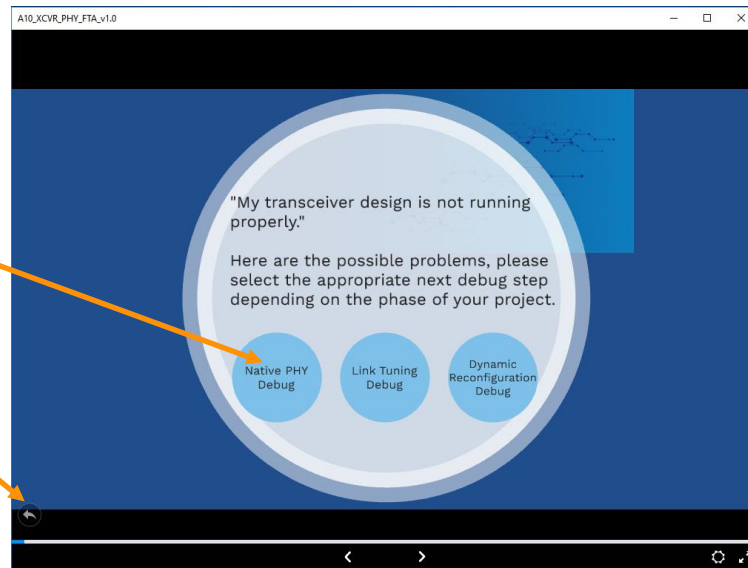 A10_XCVR_PHY_FTA_v1.0
"My transceiver design is not running
properly."
Here are the possible problems, please
select the appropriate next debug step
depending on the phase of your project.
Native PHY
Debug
Link Tuning
Debug
Dynamic
Reconfiguration
Debug